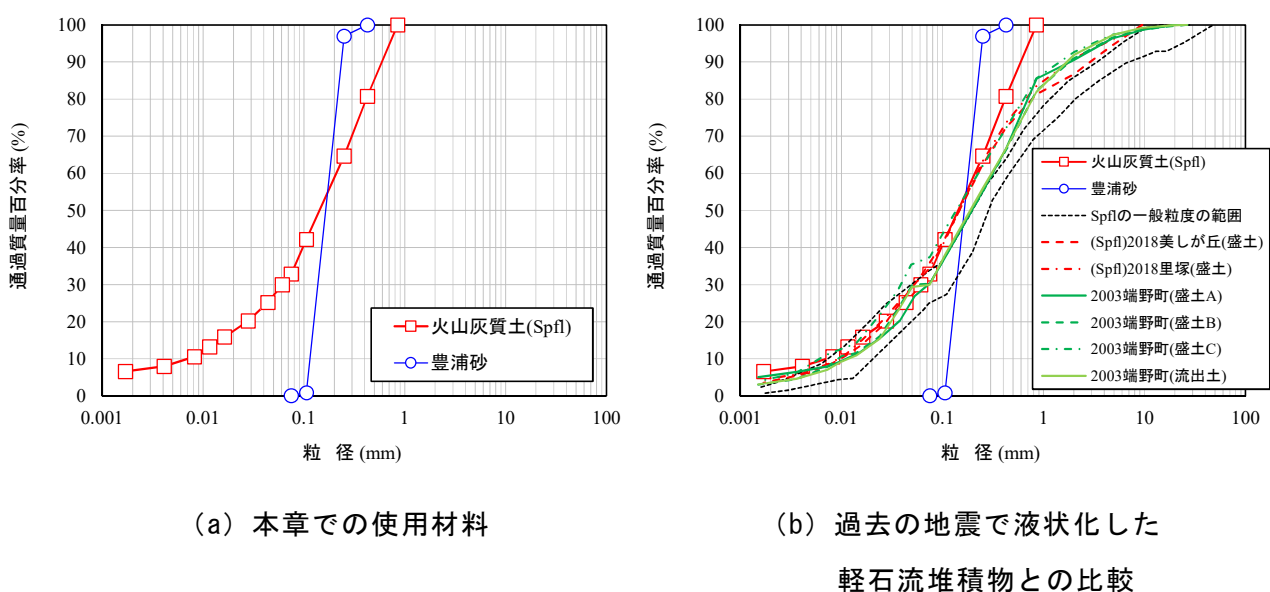 100
90
80
70
60
50
40
30
20
10
0
通過質量百分率(%)
0.001
0.01
0.1
1
10
100
粒 径 (mm)
火山灰質土(Spfl)
豊浦砂
(a) 本章での使用材料
100
90
80
70
60
50
40
30
20
10
0
通過質量百分率(%)
0.001
0.01
0.1
1
10
100
粒 径 (mm)
火山灰質土(Spfl)
豊浦砂
Spflの一般粒度の範囲
(Spfl)2018美しが丘(盛土)
(Spfl)2018里塚(盛土)
2003端野町(盛土A)
2003端野町(盛土B)
2003端野町(盛土C)
2003端野町(流出土)
(b) 過去の地震で液状化した
軽石流堆積物との比較